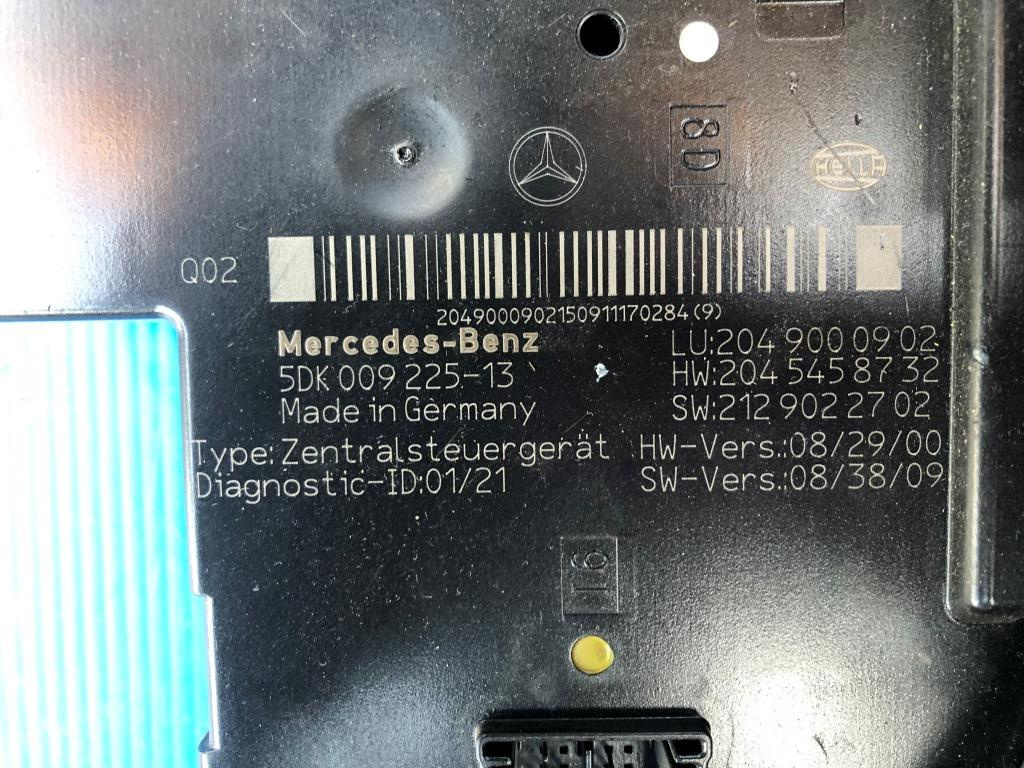 8D
HELLA
Q02
2049000902150911170284(9)
Mercedes-Benz
LU:204 900 09 02
5DK 009 225-13
HW:204 545 87 32
Made in Germany
SW:212 902 27 02
Type: Zentralsteuergerät
HW-Vers.:08/29/00
Diagnostic-ID:01/21
SW-Vers.:08/38/09